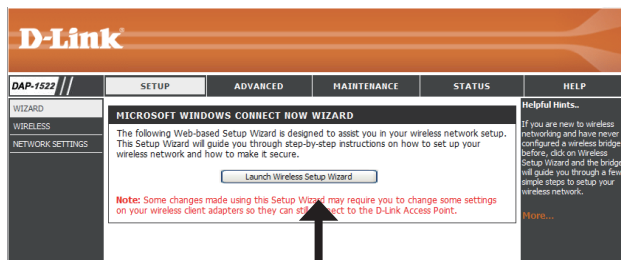 D-Link
DAP-1522 // SETUP ADVANCED MAINTENANCE STATUS HELP
WIZARD
WIRELESS
NETWORK SETTINGS
MICROSOFT WINDOWS CONNECT NOW WIZARD
The following Web-based Setup Wizard is designed to assist you in your wireless network setup.
This Setup Wizard will guide you through step-by-step instructions on how to set up your
wireless network and how to make it secure.
Launch Wireless Setup Wizard
Note: Some changes made using this Setup Wizard may require you to change some settings
on your wireless client adapters so they can still connect to the D-Link Access Point.
Helpful Hints..
If you are new to wireless
networking and have never
configured a wireless bridge
before, click on Wireless
Setup Wizard and the bridge
will guide you through a few
simple steps to setup your
wireless network.
More...